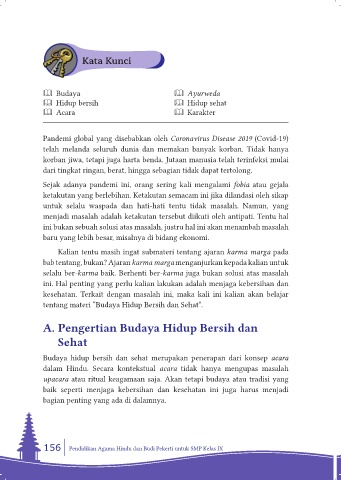 Kata Kunci
Budaya
Hidup bersih
Acara
Ayurweda
Hidup sehat
Karakter
Pandemi global yang disebabkan oleh Coronavirus Disease 2019 (Covid-19)
telah melanda seluruh dunia dan memakan banyak korban. Tidak hanya
korban jiwa, tetapi juga harta benda. Jutaan manusia telah terinfeksi mulai
dari tingkat ringan, berat, hingga sebagian tidak dapat tertolong.
Sejak adanya pandemi ini, orang sering kali mengalami fobia atau gejala
ketakutan yang berlebihan. Ketakutan semacam ini jika dilandasi oleh sikap
untuk selalu waspada dan hati-hati tentu tidak masalah. Namun, yang
menjadi masalah adalah ketakutan tersebut diikuti oleh antipati. Tentu hal
ini bukan sebuah solusi atas masalah, justru hal ini akan menambah masalah
baru yang lebih besar, misalnya di bidang ekonomi.
Kalian tentu masih ingat submateri tentang ajaran karma marga pada
bab tentang, bukan? Ajaran karma marga menganjurkan kepada kalian untuk
selalu ber-karma baik. Berhenti ber-karma juga bukan solusi atas masalah
ini. Hal penting yang perlu kalian lakukan adalah menjaga kebersihan dan
kesehatan. Terkait dengan masalah ini, maka kali ini kalian akan belajar
tentang materi "Budaya Hidup Bersih dan Sehat".
A. Pengertian Budaya Hidup Bersih dan
Sehat
Budaya hidup bersih dan sehat merupakan penerapan dari konsep acara
dalam Hindu. Secara kontekstual acara tidak hanya mengupas masalah
upacara atau ritual keagamaan saja. Akan tetapi budaya atau tradisi yang
baik seperti menjaga kebersihan dan kesehatan ini juga harus menjadi
bagian penting yang ada di dalamnya.
156 Pendidikan Agama Hindu dan Budi Pekerti untuk SMP Kelas IX